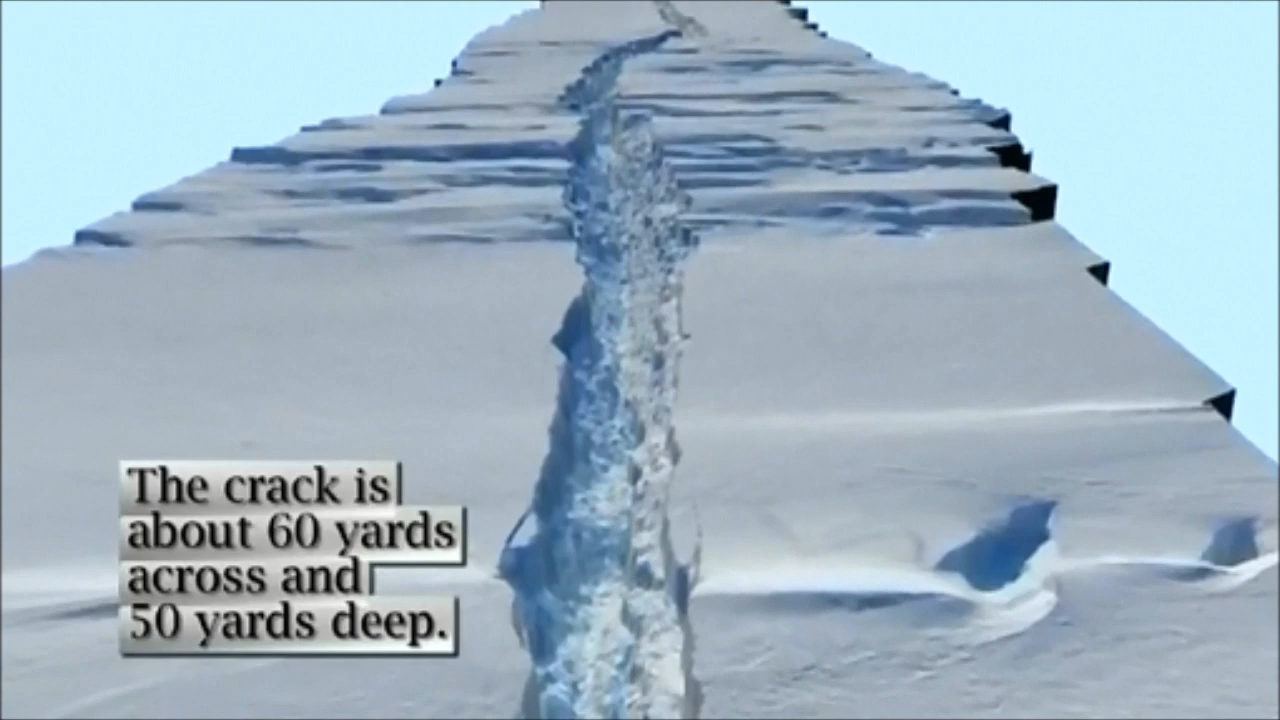 The crack is
about 60 yards
across and
50 yards deep.